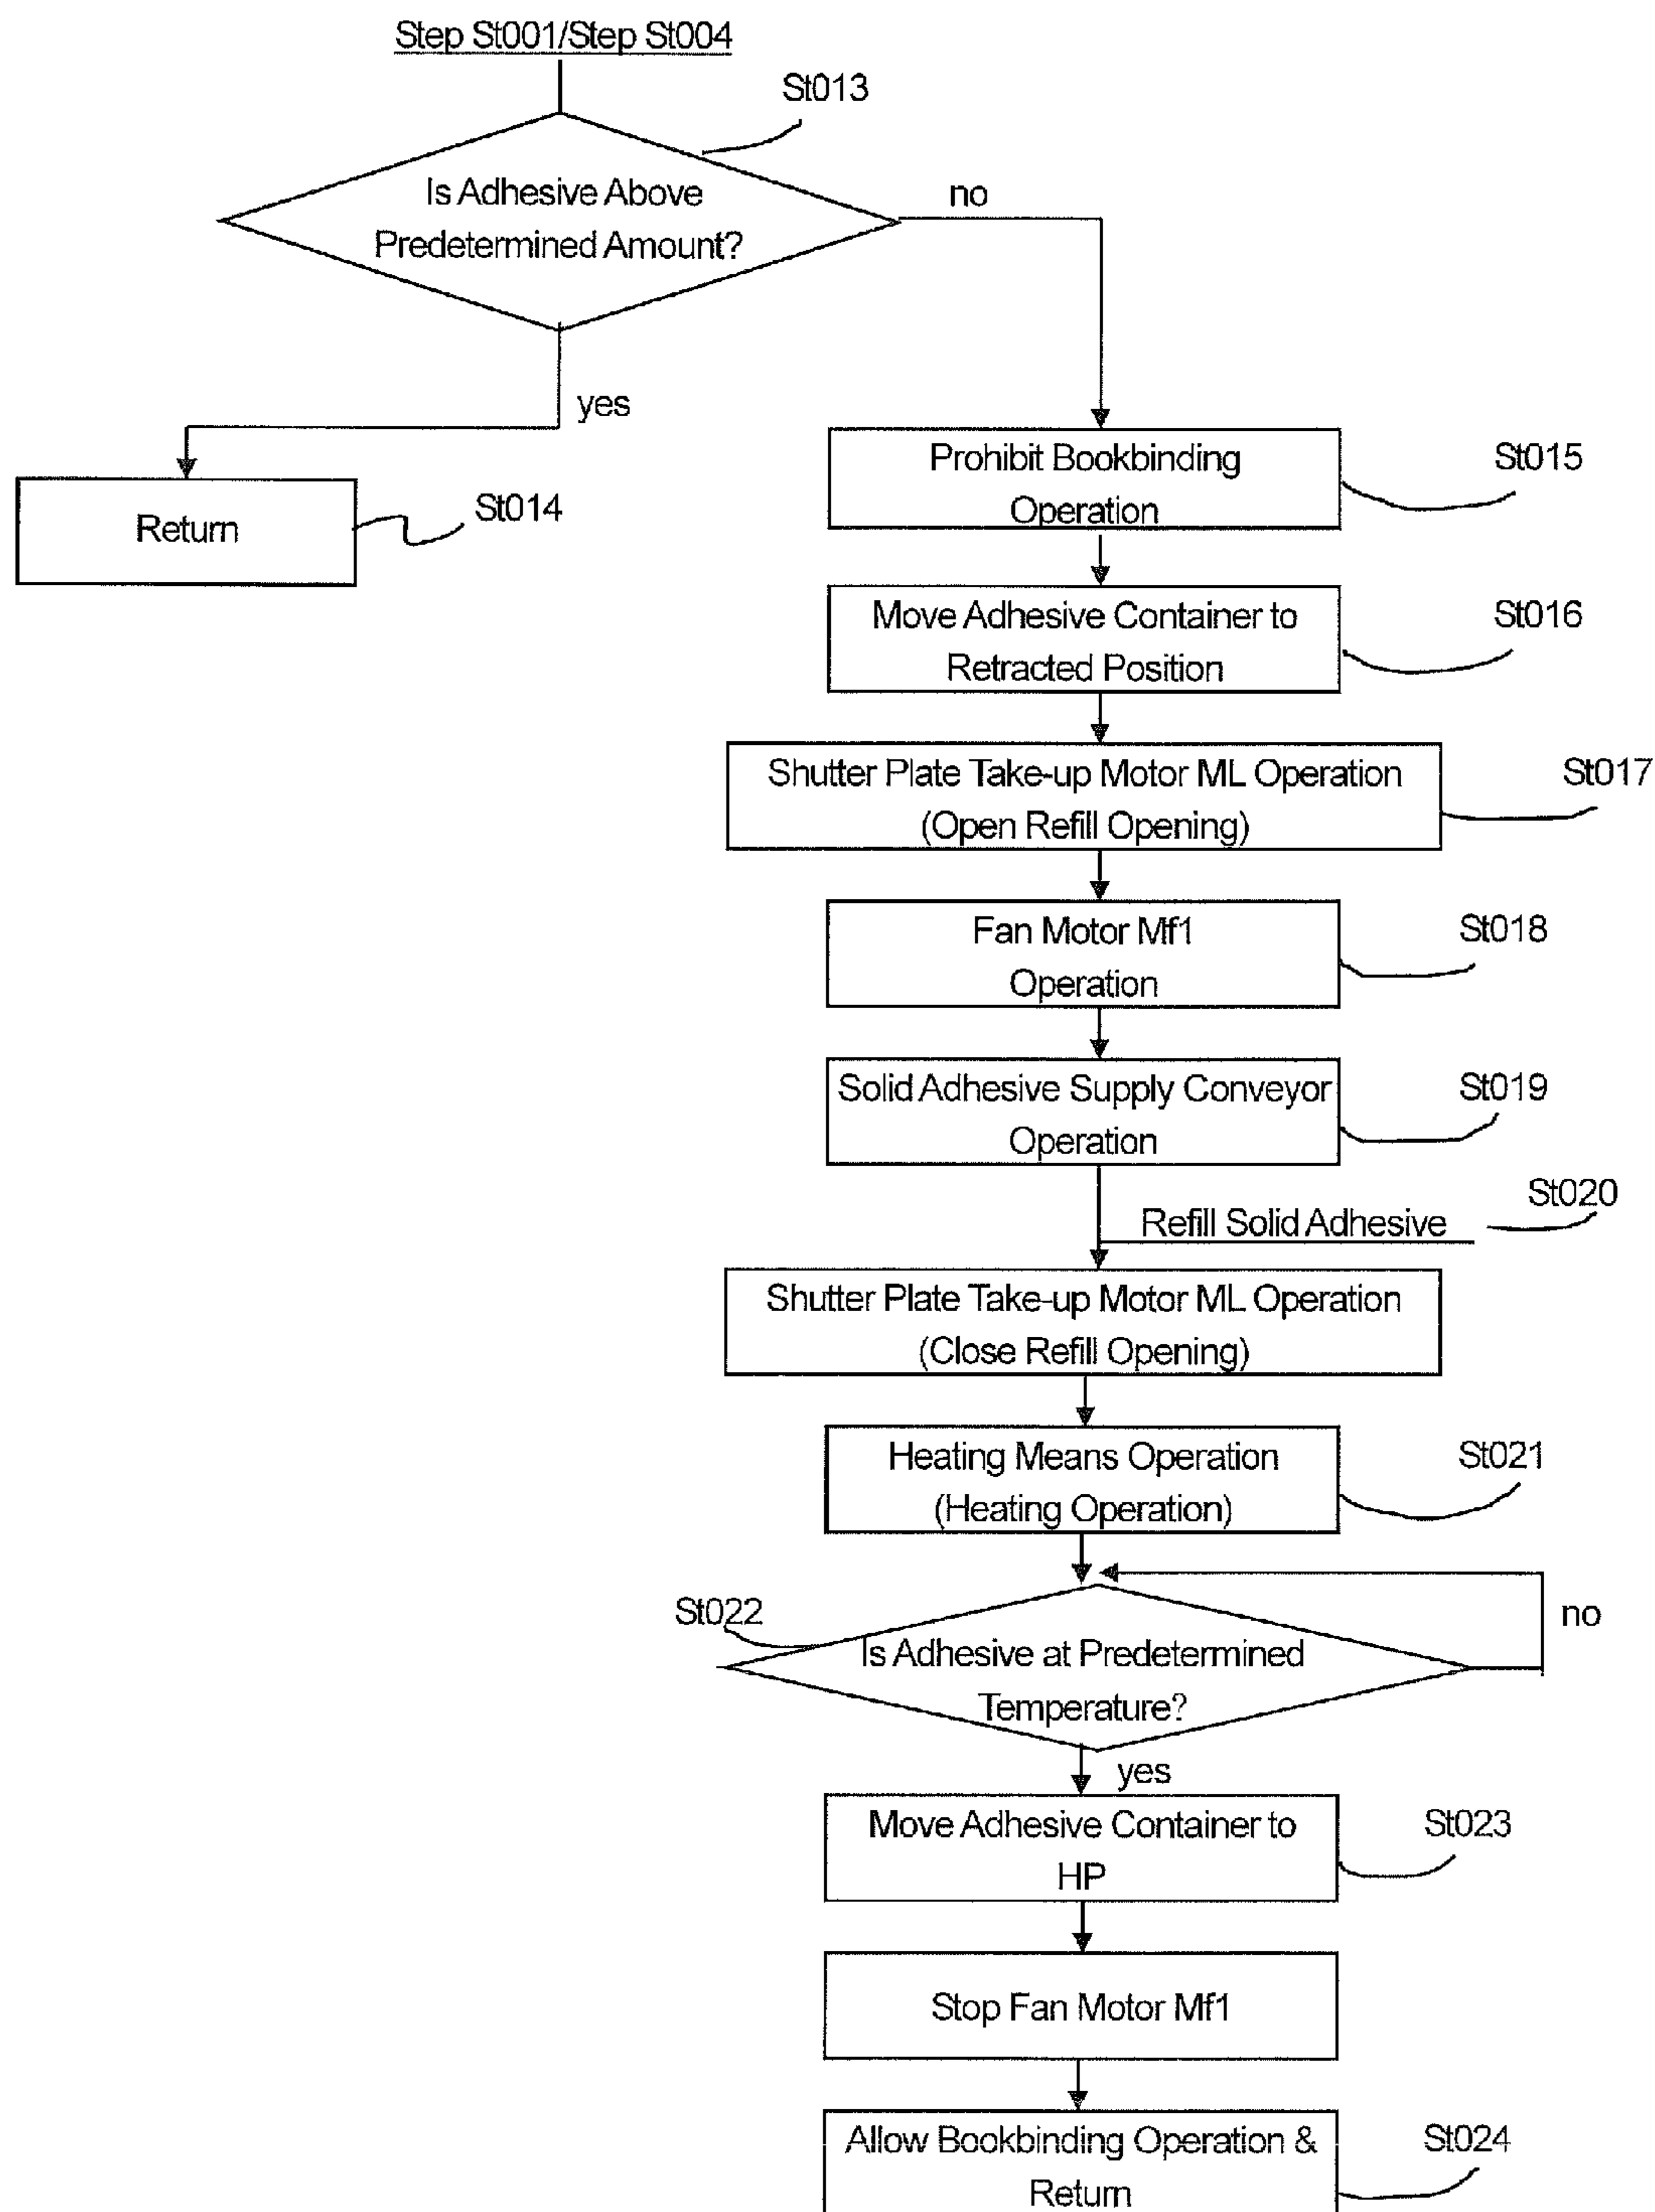 Step St001/Step St004
St013
Is Adhesive Above
Predetermined Amount?
no
yes
Return
St014
Prohibit Bookbinding
Operation
St015
Move Adhesive Container to
Retracted Position
St016
Shutter Plate Take-up Motor ML Operation
(Open Refill Opening)
St017
Fan Motor Mf1
Operation
St018
Solid Adhesive Supply Conveyor
Operation
St019
Refill Solid Adhesive
St020
Shutter Plate Take-up Motor ML Operation
(Close Refill Opening)
Heating Means Operation
(Heating Operation)
St021
St022
Is Adhesive at Predetermined
Temperature?
no
yes
Move Adhesive Container to
HP
St023
Stop Fan Motor Mf1
Allow Bookbinding Operation &
Return
St024